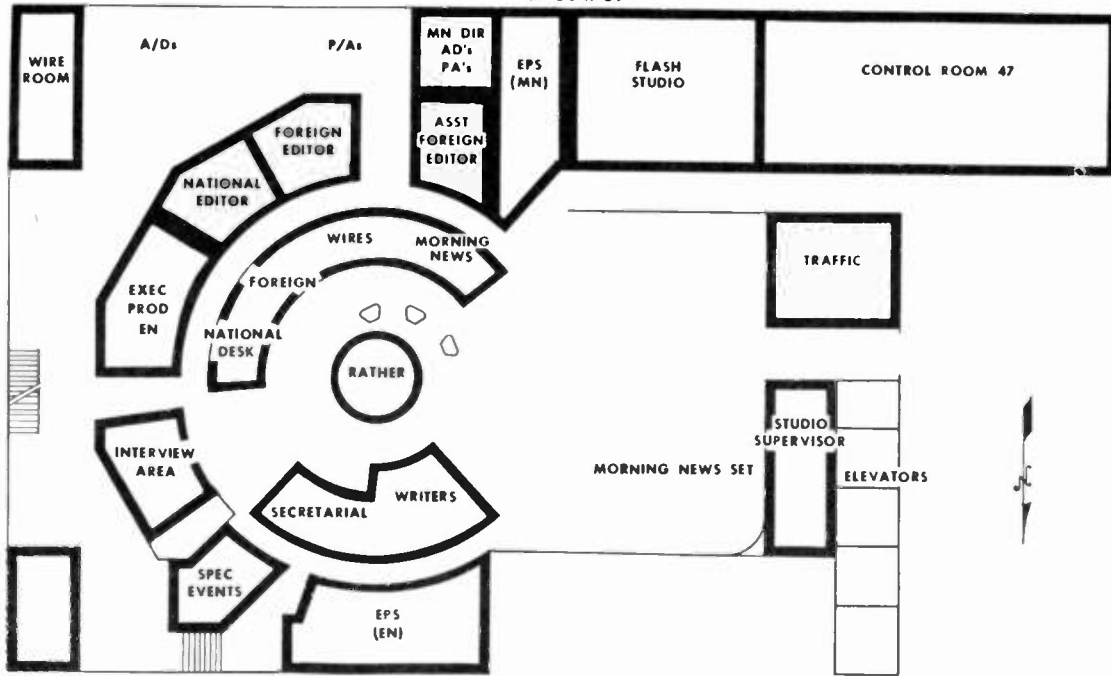 WIRE
ROOM
A/Ds
P/As
MN DIR
AD's
PA's
EPS
(MN)
FLASH
STUDIO
CONTROL ROOM 47
ASST
FOREIGN
EDITOR
FOREIGN
EDITOR
NATIONAL
EDITOR
WIRES
MORNING
NEWS
FOREIGN
TRAFFIC
EXEC
PROD
EN
NATIONAL
DESK
RATHER
STUDIO
SUPERVISOR
INTERVIEW
AREA
MORNING NEWS SET
ELEVATORS
WRITERS
SECRETARIAL
SPEC
EVENTS
EPS
(EN)
N